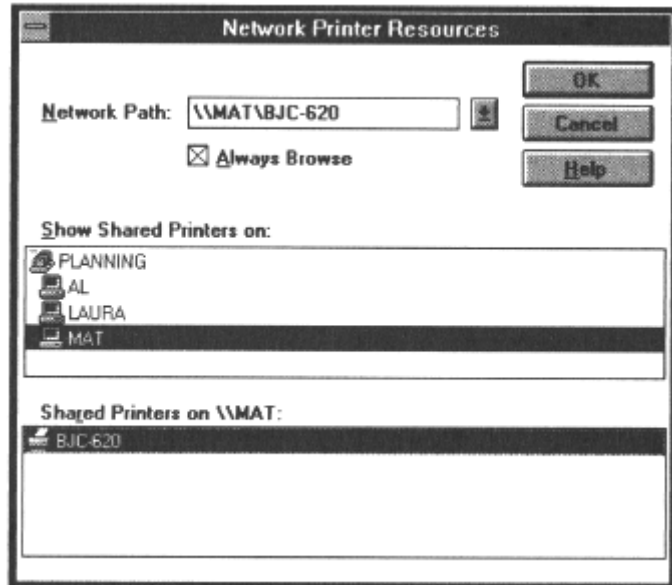 Network Printer Resources
OK
Network Path: \\MAT\BJC-620
Cancel
Always Browse
Help
Show Shared Printers on:
PLANNING
AL
LAURA
MAT
Shared Printers on \\MAT:
BJC-620